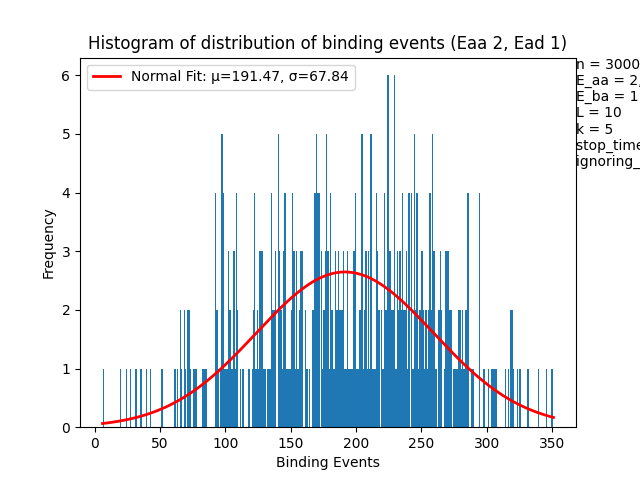 Histogram of distribution of binding events (Eaa 2, Ead 1)
Normal Fit: μ=191.47, σ=67.84
n = 3000
E_aa = 2,
E_ba = 1
L = 10
k = 5
stop_time
ignoring_
Frequency
6
5
4
3
2
1
0
0 50 100 150 200 250 300 350
Binding Events